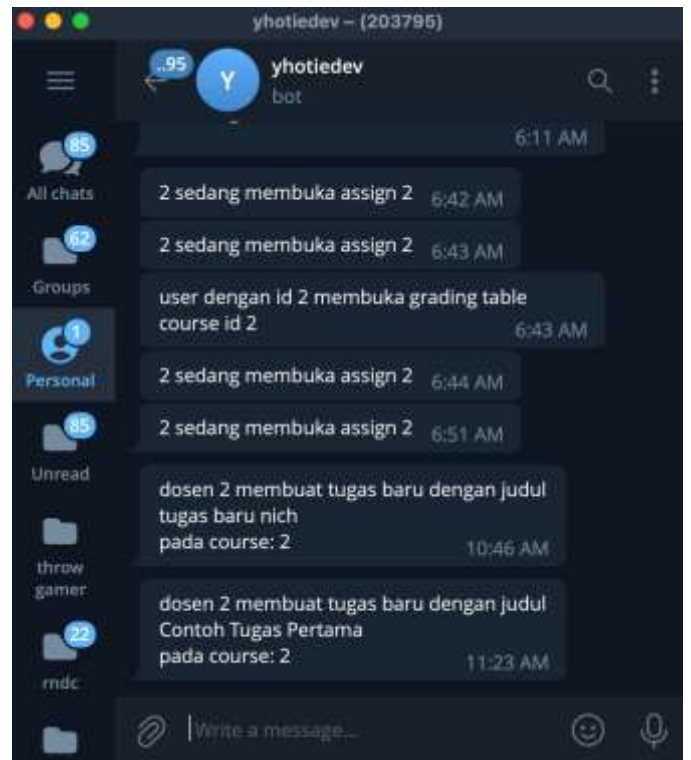 yhotiedev – (203795)
..95
Y
yhotiedev
bot
6:11 AM
85
All chats
62
Groups
1
Personal
85
Unread
throw
gamer
22
rndc
2 sedang membuka assign 2 6:42 AM
2 sedang membuka assign 2 6:43 AM
user dengan id 2 membuka grading table
course id 2 6:43 AM
2 sedang membuka assign 2 6:44 AM
2 sedang membuka assign 2 6:51 AM
dosen 2 membuat tugas baru dengan judul
tugas baru nich
pada course: 2 10:46 AM
dosen 2 membuat tugas baru dengan judul
Contoh Tugas Pertama
pada course: 2 11:23 AM
Write a message...